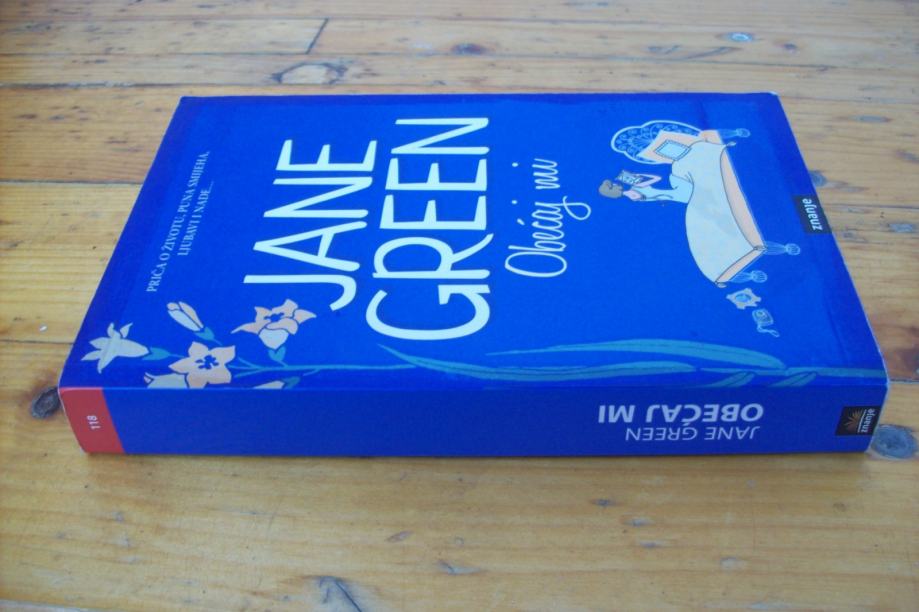 PRIČA O ŽIVOTU, PUNA SMIJEHA,
LJUBAVI I NADE...
JANE
GREEN
Obećaj mi
znanje
118
JANE GREEN
OBEĆAJ MI
znanje